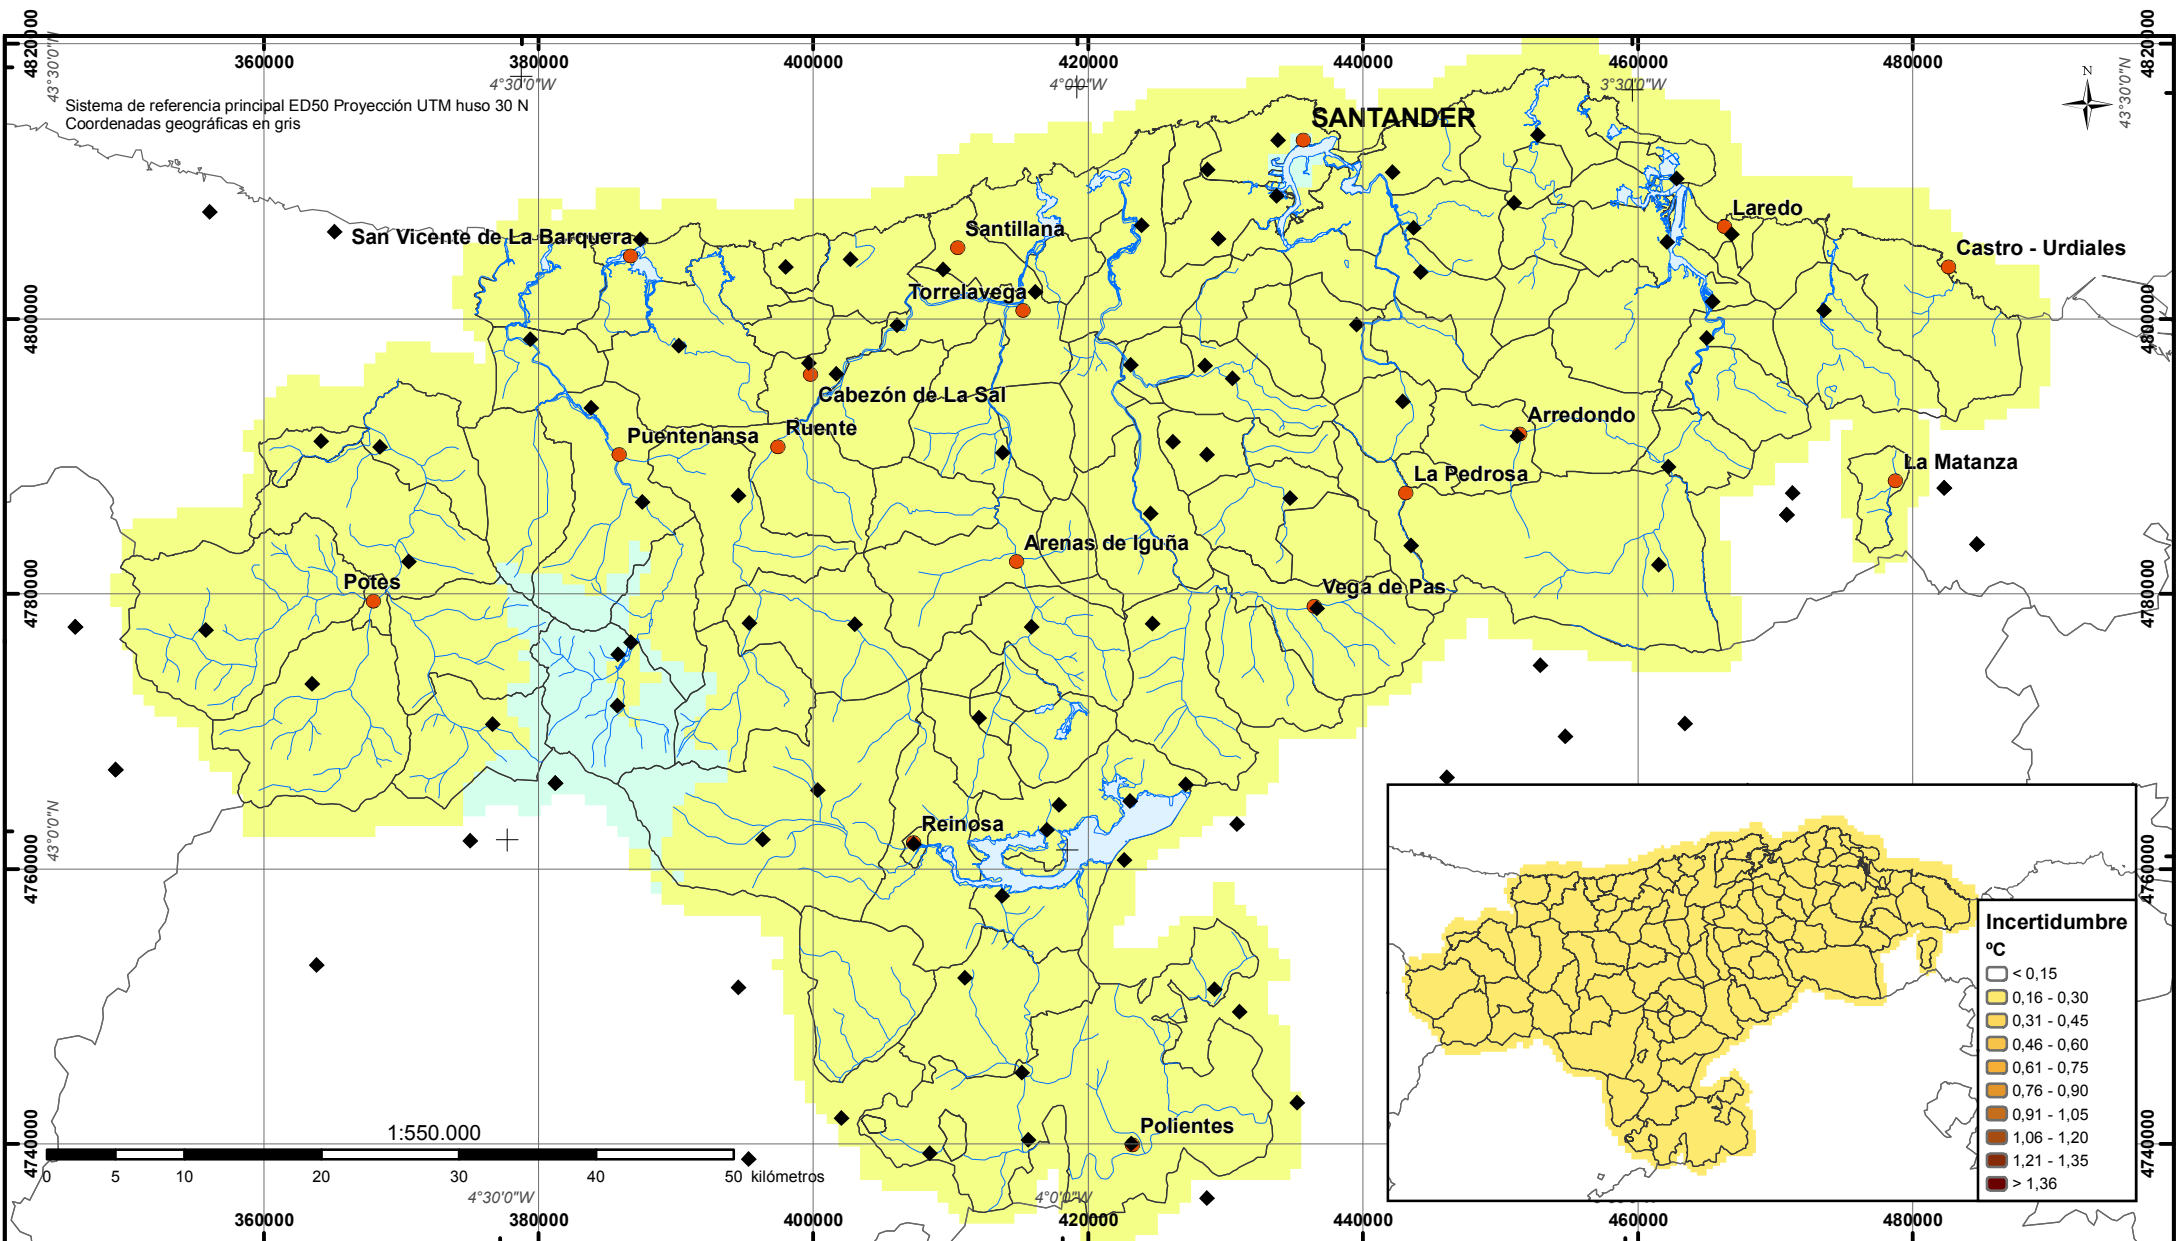 360000
380000
400000
420000
440000
460000
480000
4820000
4820000
43°30'0"N
4°30'0"W
4°0'0"W
3°30'0"W
N
43°30'0"N
Sistema de referencia principal ED50 Proyección UTM huso 30 N
Coordenadas geográficas en gris
SANTANDER
Laredo
Santillana
San Vicente de La Barquera
Castro - Urdiales
Torrelavega
4800000
4800000
Cabezón de La Sal
Arredondo
Ruente
Puentenansa
La Matanza
La Pedrosa
Arenas de Iguña
Potes
Vega de Pas
4780000
4780000
Reinosa
43°0'0"N
4760000
4760000
Incertidumbre
ºC
< 0,15
0,16 - 0,30
0,31 - 0,45
0,46 - 0,60
0,61 - 0,75
0,76 - 0,90
0,91 - 1,05
1,06 - 1,20
1,21 - 1,35
> 1,36
Polientes
1:550.000
4740000
4740000
0 5 10 20 30 40 50 kilómetros
4°30'0"W
4°0'0"W
360000
380000
400000
420000
440000
460000
480000